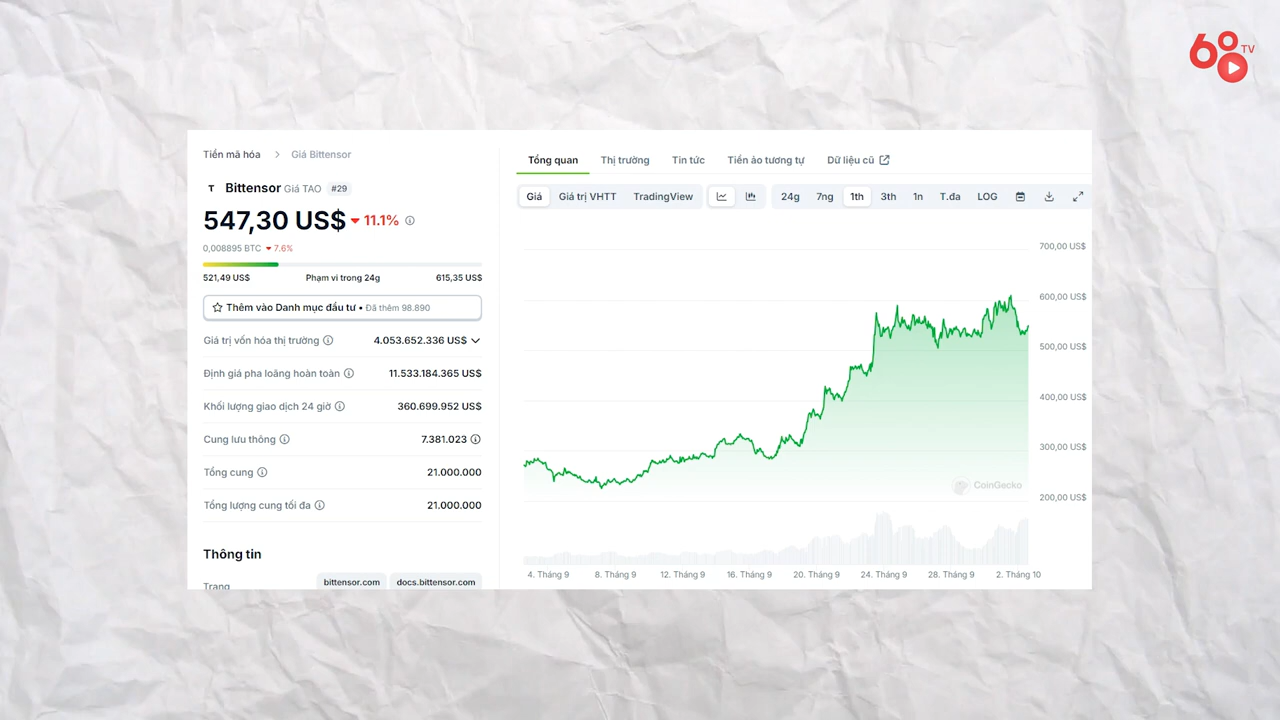 68 TV
Tiền mã hóa > Giá Bittensor
T Bittensor Giá TAO #29
547,30 US$ 11.1%
0,008895 BTC 7.6%
521,49 US$ Phạm vi trong 24g 615,35 US$
Thêm vào Danh mục đầu tư • Đã thêm 98.890
Giá trị vốn hóa thị trường 4.053.652.336 US$
Định giá pha loãng hoàn toàn 11.533.184.365 US$
Khối lượng giao dịch 24 giờ 360.699.952 US$
Cung lưu thông 7.381.023
Tổng cung 21.000.000
Tổng lượng cung tối đa 21.000.000
Thông tin
Trang bittensor.com docs.bittensor.com
Tổng quan Thị trường Tin tức Tiền ảo tương tự Dữ liệu cũ
Giá Giá trị VHTT TradingView 24g 7ng 1th 3th 1n T.đa LOG
700,00 US$
600,00 US$
500,00 US$
400,00 US$
300,00 US$
200,00 US$
CoinGecko
4. Tháng 9 8. Tháng 9 12. Tháng 9 16. Tháng 9 20. Tháng 9 24. Tháng 9 28. Tháng 9 2. Tháng 10